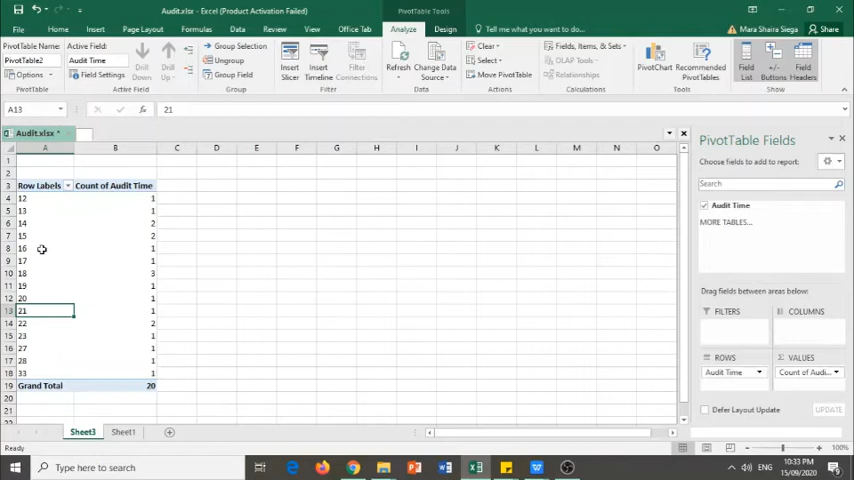 Audit.xlsx - Excel (Product Activation Failed)
PivotTable Tools
File Home Insert Page Layout Formulas Data Review View Office Tab Analyze Design Tell me what you want to do... Mara Shaira Siega Share
PivotTable Name:
PivotTable2
Options
PivotTable
Active Field:
Audit Time
Field Settings
Drill Down
Drill Up
Active Field
Group Selection
Ungroup
Group Field
Group
Insert Slicer
Insert Timeline
Filter Connections
Filter
Refresh
Change Data Source
Data
Clear
Select
Move PivotTable
Actions
Fields, Items, & Sets
OLAP Tools
Relationships
Calculations
PivotChart
Recommended PivotTables
Tools
Field List
+/- Buttons
Field Headers
Show
A13 fx 21
Audit.xlsx *
A B C D E F G H I J K L M N O
1
2
3 Row Labels Count of Audit Time
4 12 1
5 13 1
6 14 2
7 15 2
8 16 1
9 17 1
10 18 3
11 19 1
12 20 1
13 21 1
14 22 2
15 23 1
16 27 1
17 28 1
18 33 1
19 Grand Total 20
20
21
22
PivotTable Fields
Choose fields to add to report:
Search
Audit Time
MORE TABLES...
Drag fields between areas below:
FILTERS
COLUMNS
ROWS
Audit Time
VALUES
Count of Audi...
Defer Layout Update
UPDATE
Sheet3 Sheet1
Ready
100%
Type here to search
ENG
10:33 PM
15/09/2020